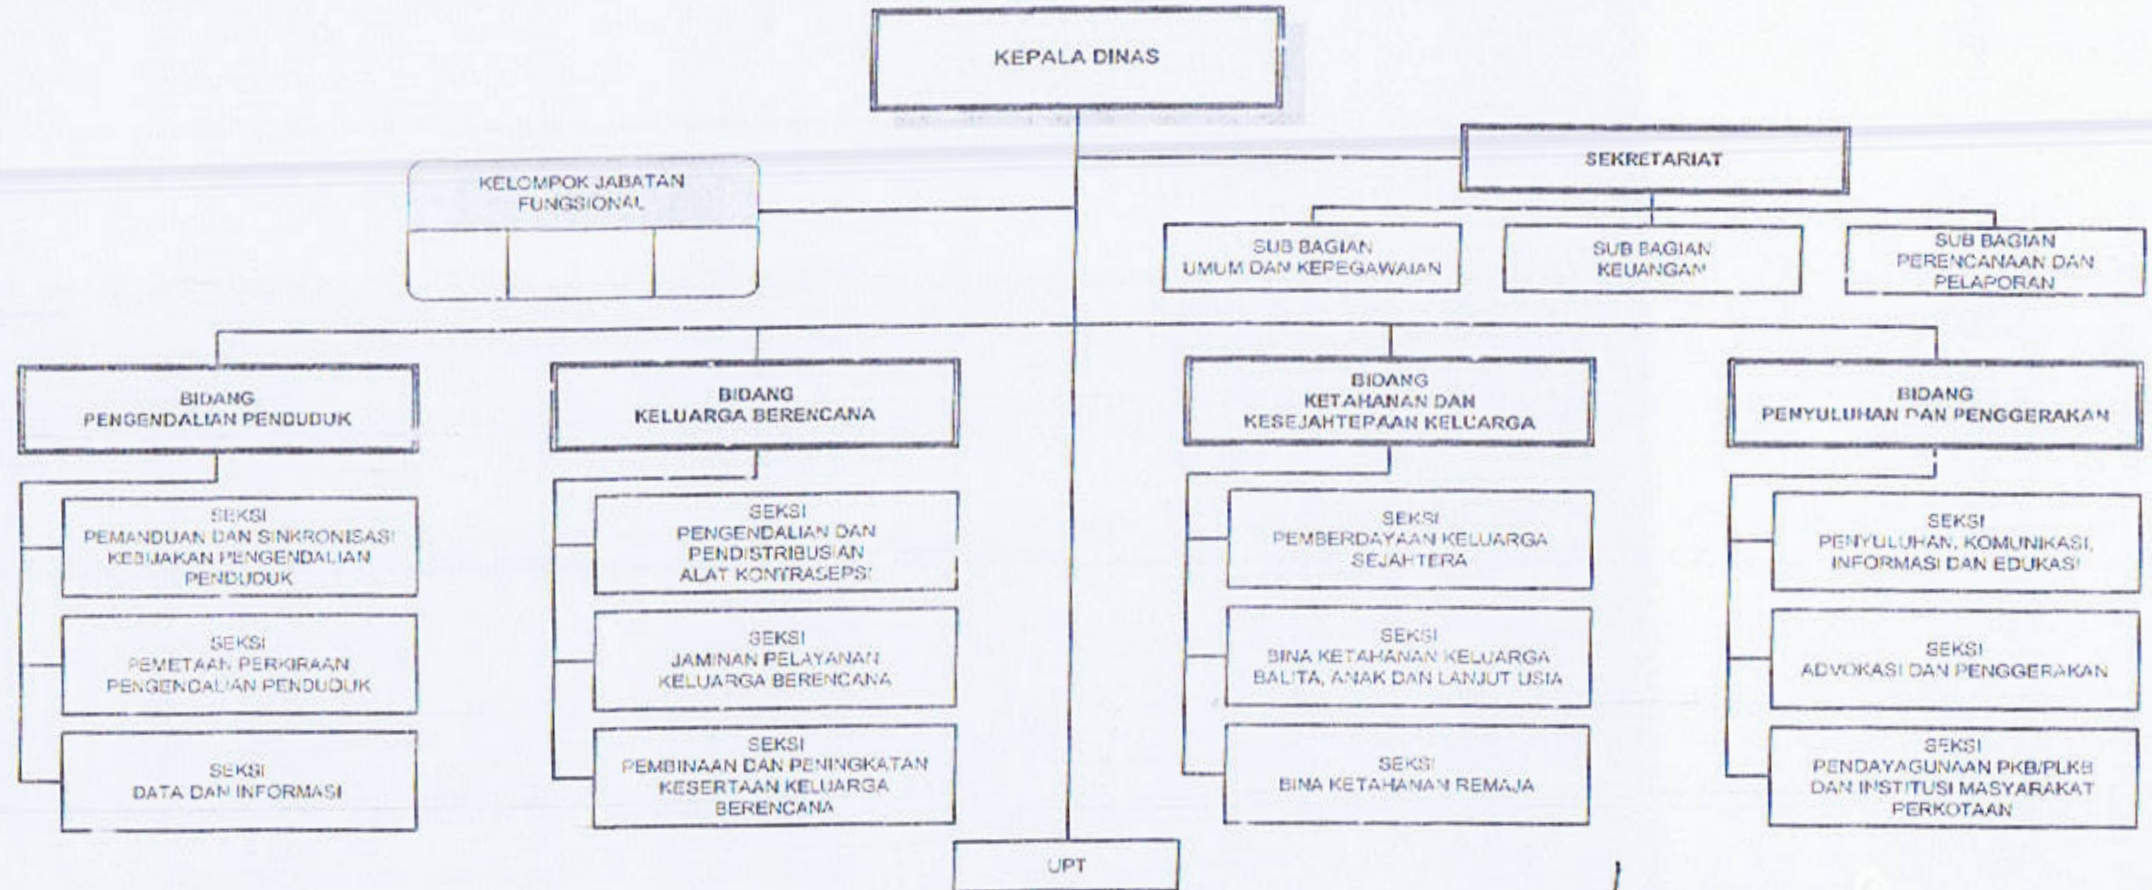 KEPALA DINAS
SEKRETARIAT
KELOMPOK JABATAN
FUNGSIONAL
SUB BAGIAN
UMUM DAN KEPEGAWAIAN
SUB BAGIAN
KEUANGAN
SUB BAGIAN
PERENCANAAN DAN
PELAPORAN
BIDANG
PENGENDALIAN PENDUDUK
BIDANG
KELUARGA BERENCANA
BIDANG
KETAHANAN DAN
KESEJAHTERAAN KELUARGA
BIDANG
PENYULUHAN DAN PENGGERAKAN
SEKSI
PEMANDUAN DAN SINKRONISASI
KEBIJAKAN PENGENDALIAN
PENDUDUK
SEKSI
PEMETAAN PERKIRAAN
PENGENDALIAN PENDUDUK
SEKSI
DATA DAN INFORMASI
SEKSI
PENGENDALIAN DAN
PENDISTRIBUSIAN
ALAT KONTRASEPSI
SEKSI
JAMINAN PELAYANAN
KELUARGA BERENCANA
SEKSI
PEMBINAAN DAN PENINGKATAN
KESERTAAN KELUARGA
BERENCANA
SEKSI
PEMBERDAYAAN KELUARGA
SEJAHTERA
SEKSI
BINA KETAHANAN KELUARGA
BALITA, ANAK DAN LANJUT USIA
SEKSI
BINA KETAHANAN REMAJA
SEKSI
PENYULUHAN, KOMUNIKASI,
INFORMASI DAN EDUKASI
SEKSI
ADVOKASI DAN PENGGERAKAN
SEKSI
PENDAYAGUNAAN PKB/PLKB
DAN INSTITUSI MASYARAKAT
PERKOTAAN
UPT